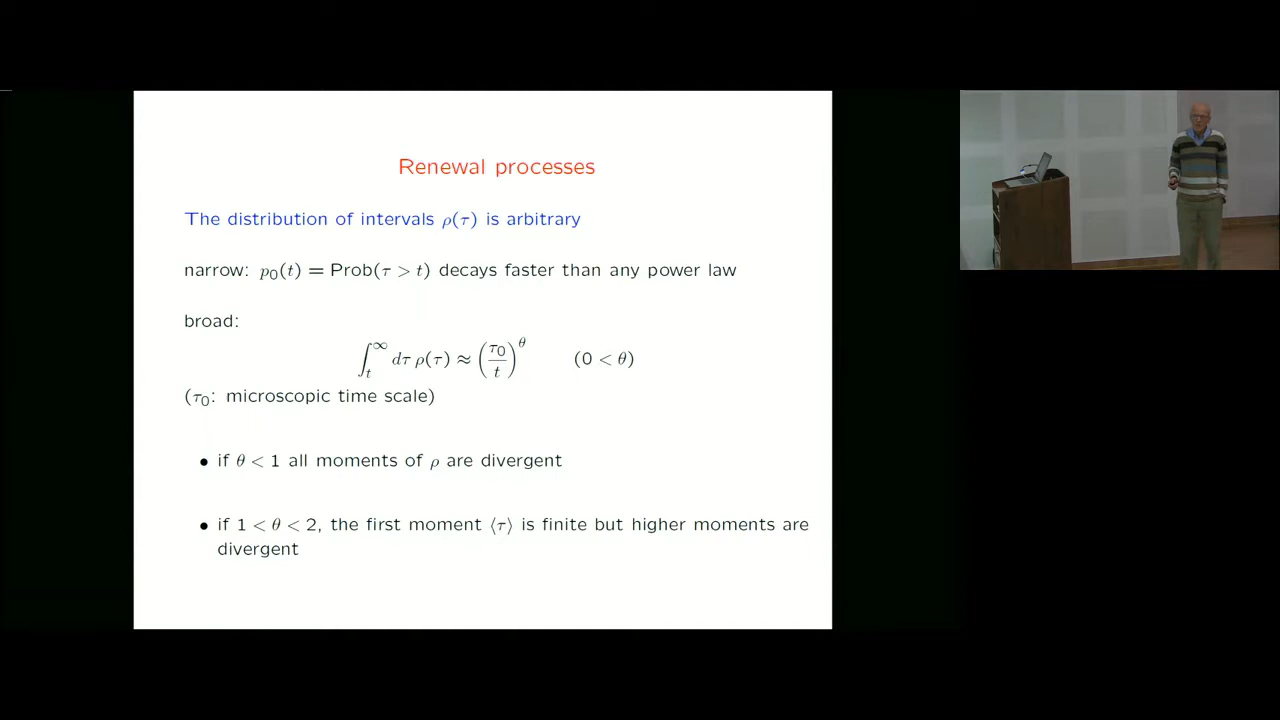 Renewal processes
The distribution of intervals ρ(τ) is arbitrary
narrow: p₀(t) = Prob(τ > t) decays faster than any power law
broad:
∫ₜ^∞ dτ ρ(τ) ≈ (τ₀/t)^θ (0 < θ)
(τ₀: microscopic time scale)
• if θ < 1 all moments of ρ are divergent
• if 1 < θ < 2, the first moment ⟨τ⟩ is finite but higher moments are
divergent